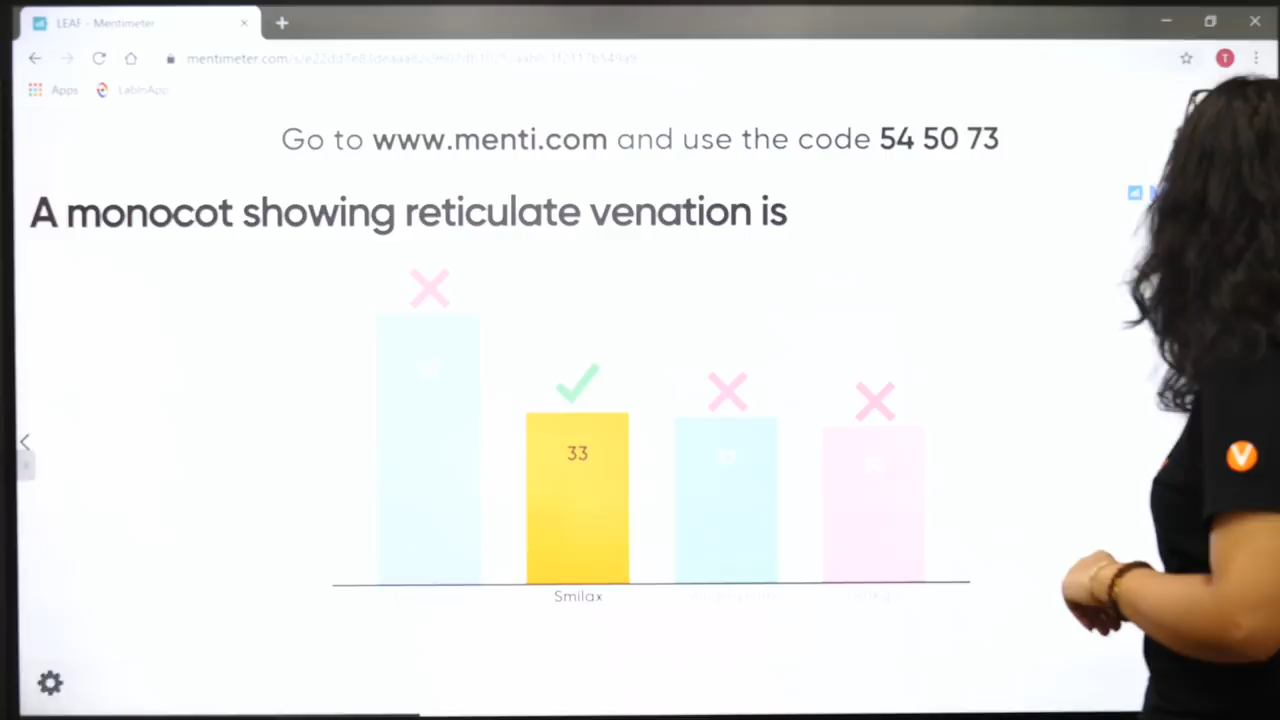 LEAF - Mentimeter
Apps
LabInApp
T
Go to www.menti.com and use the code 54 50 73
A monocot showing reticulate venation is
33
Smilax
V